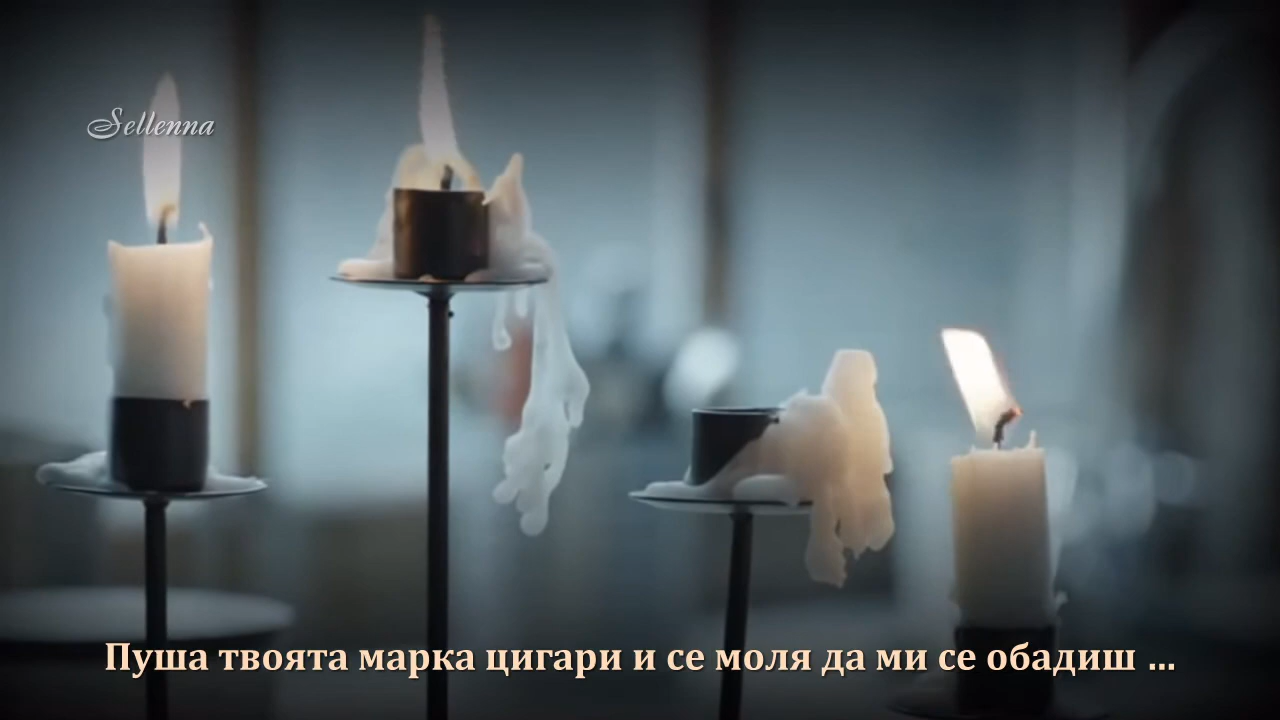 Sellenna
Пуша твоята марка цигари и се моля да ми се обадиш ...